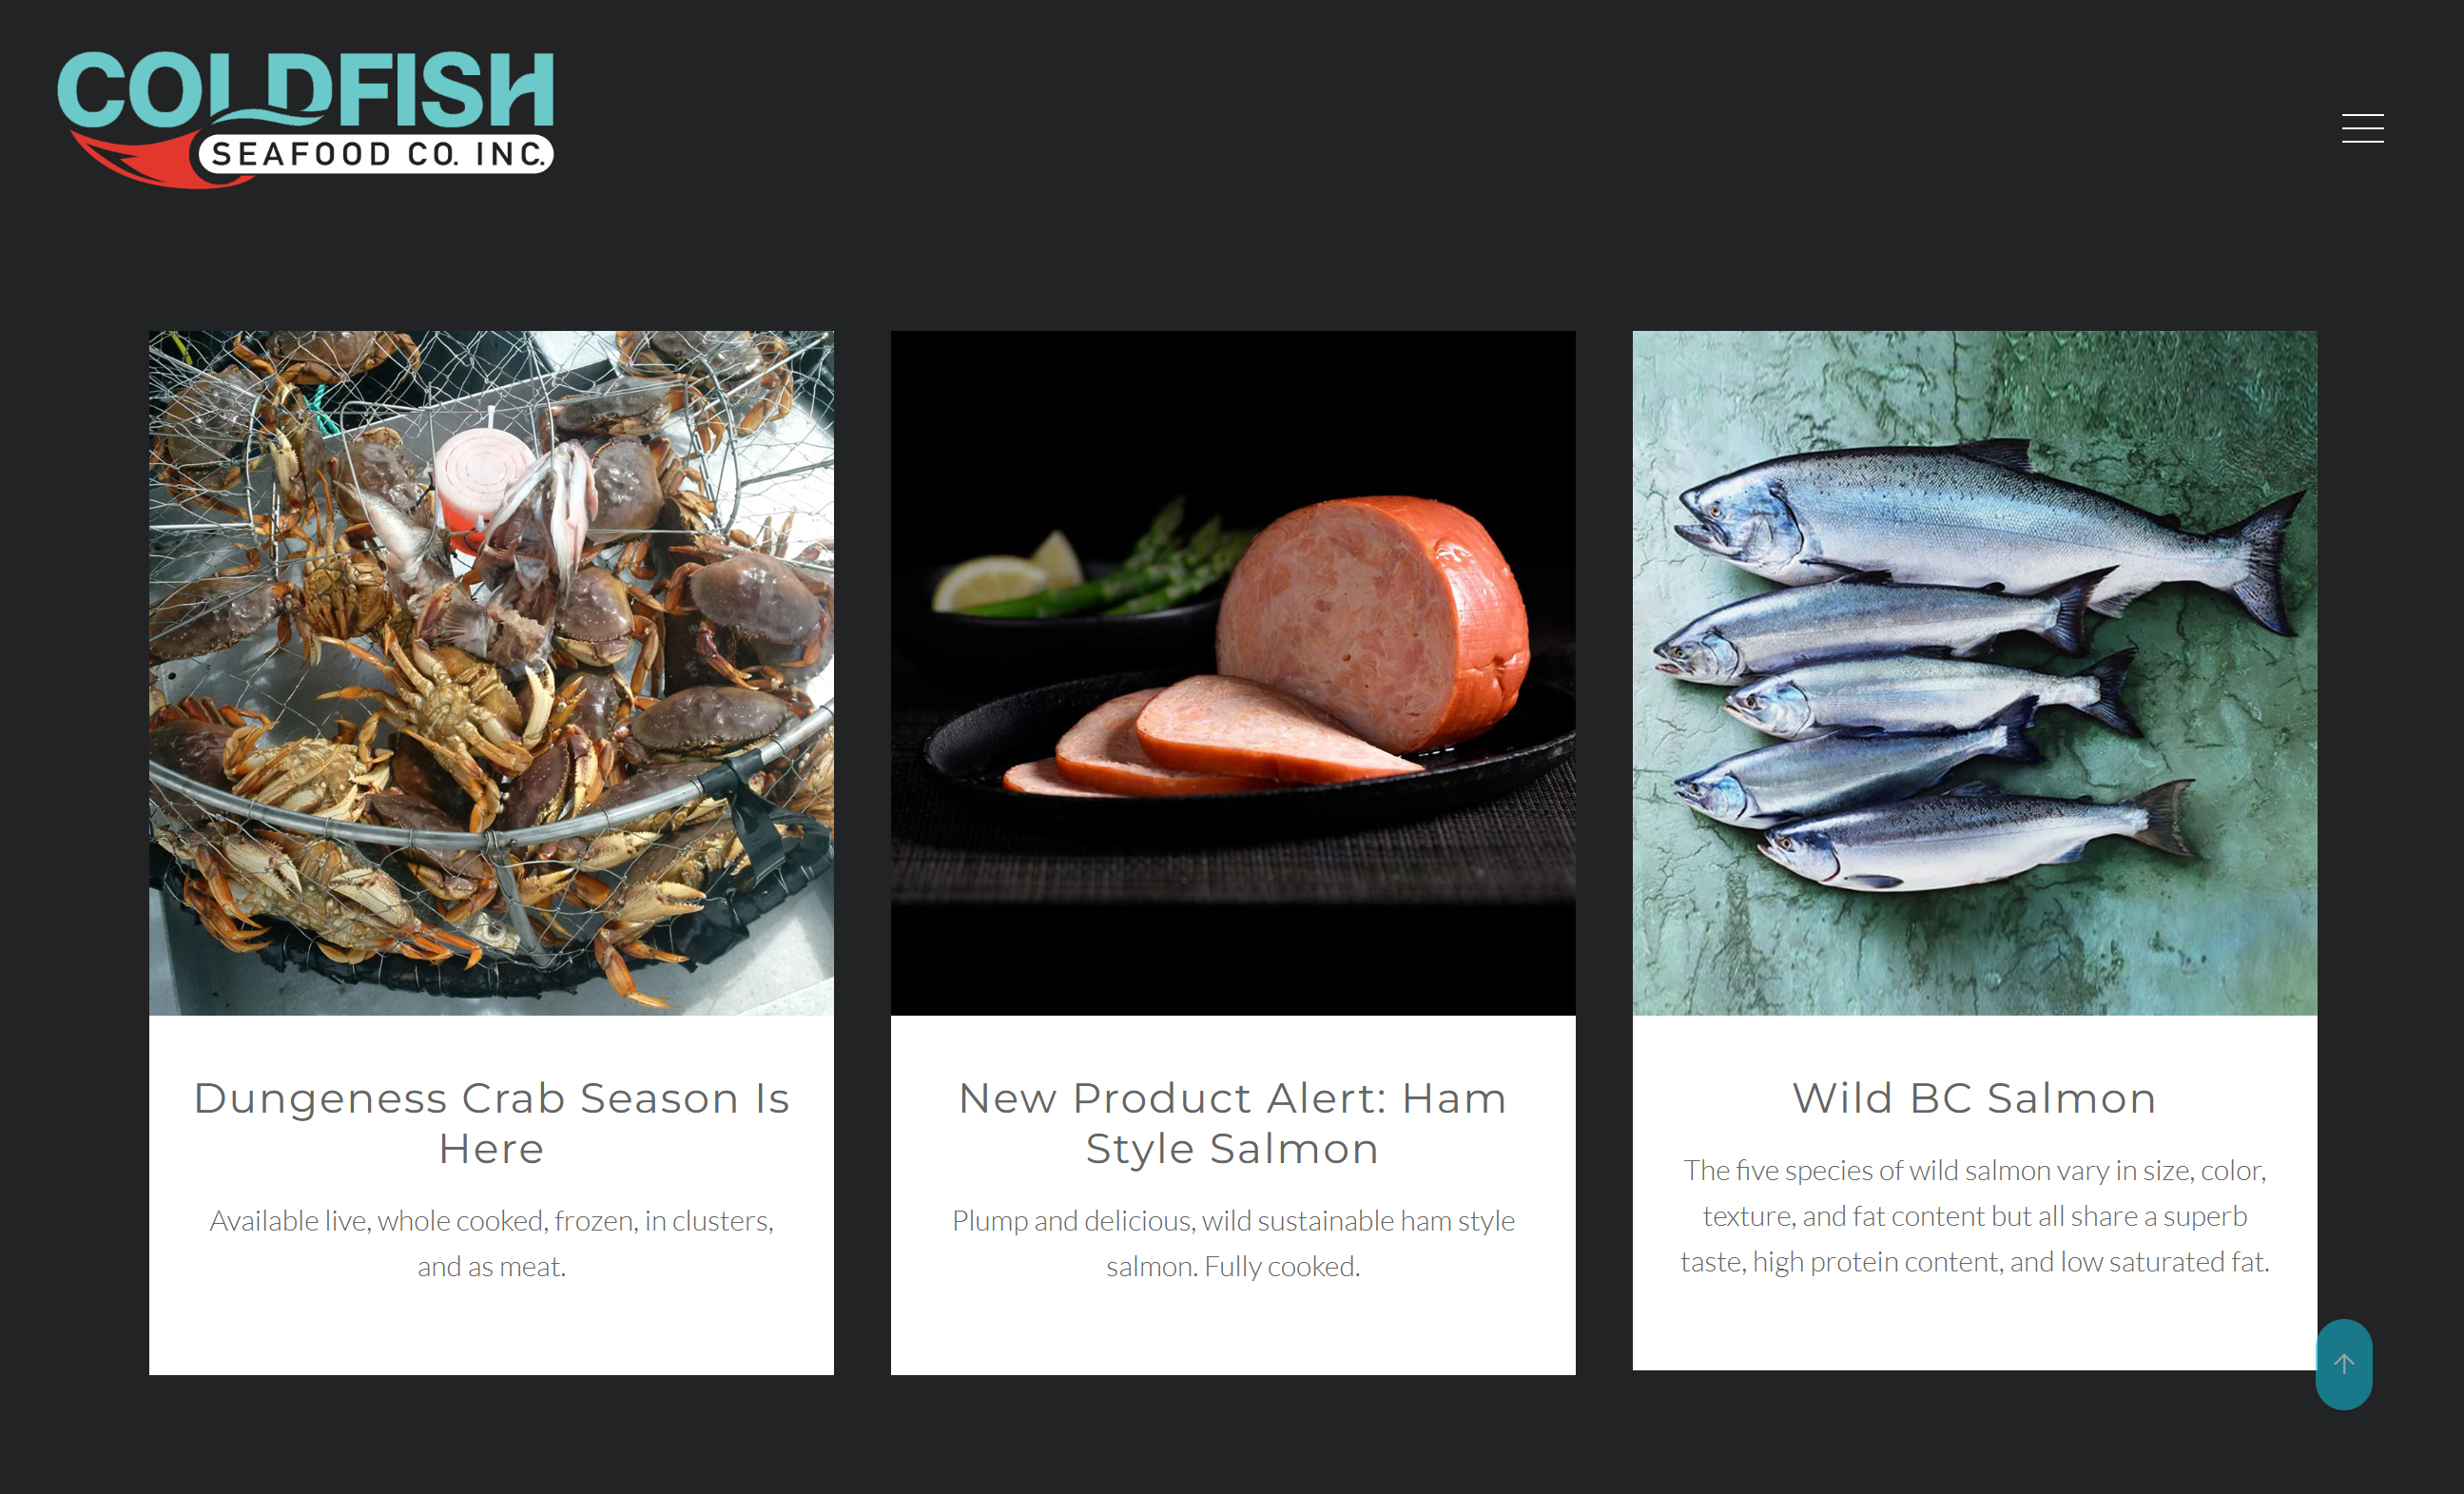 COLDFISH
SEAFOOD CO. INC.
Dungeness Crab Season Is
Here
Available live, whole cooked, frozen, in clusters,
and as meat.
New Product Alert: Ham
Style Salmon
Plump and delicious, wild sustainable ham style
salmon. Fully cooked.
Wild BC Salmon
The five species of wild salmon vary in size, color,
texture, and fat content but all share a superb
taste, high protein content, and low saturated fat.